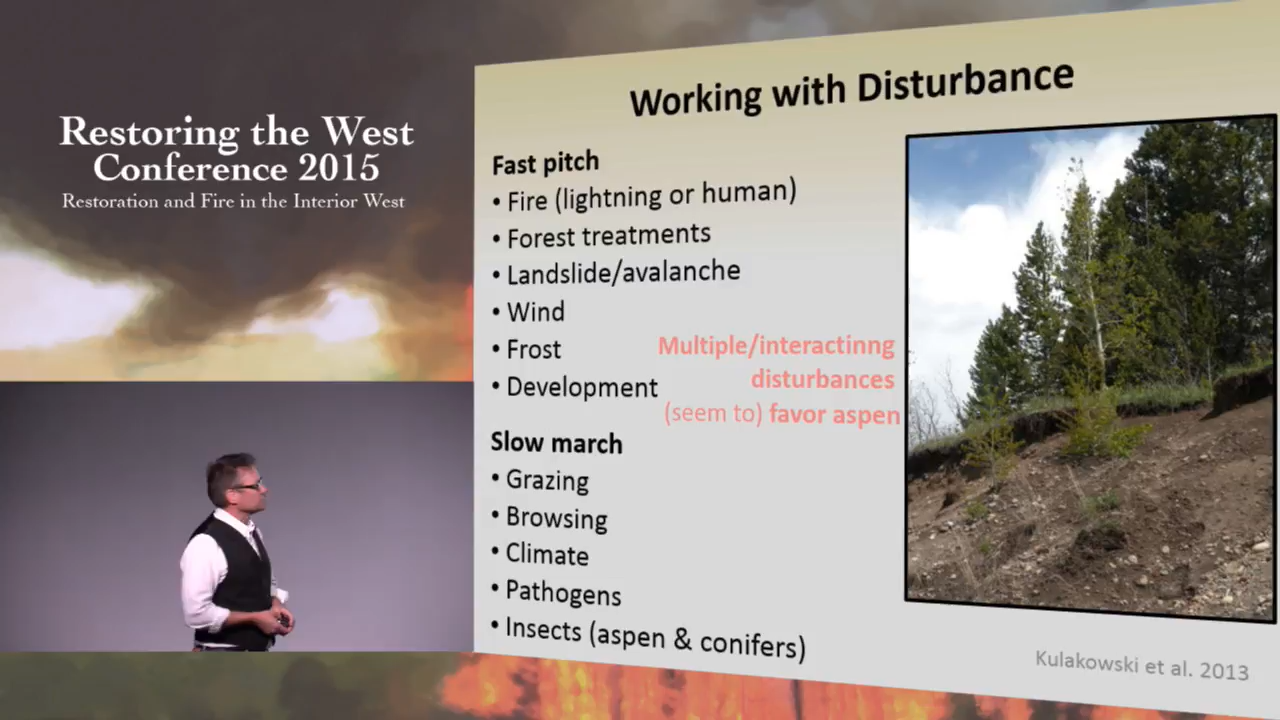 Restoring the West
Conference 2015
Restoration and Fire in the Interior West
Working with Disturbance
Fast pitch
• Fire (lightning or human)
• Forest treatments
• Landslide/avalanche
• Wind
• Frost
• Development
Multiple/interactinng
disturbances
(seem to) favor aspen
Slow march
• Grazing
• Browsing
• Climate
• Pathogens
• Insects (aspen & conifers)
Kulakowski et al. 2013